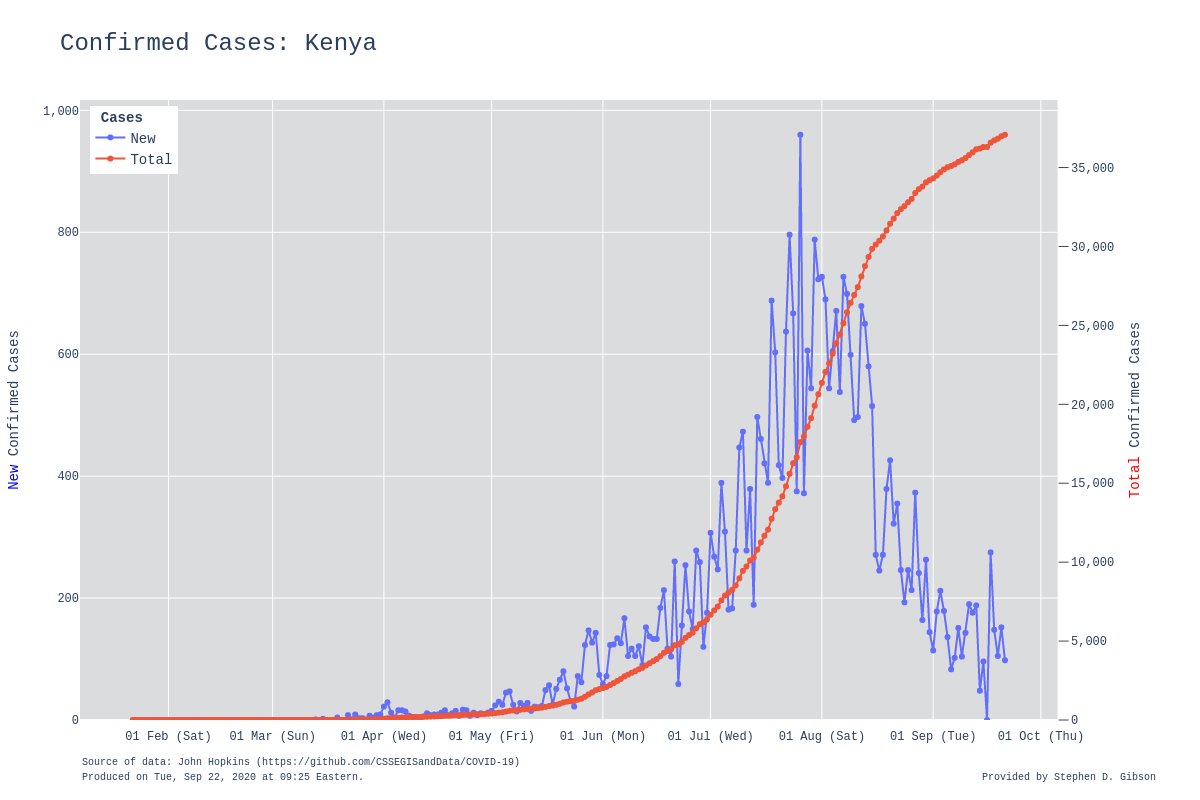 Confirmed Cases: Kenya
Cases
New
Total
1,000
800
600
400
200
0
35,000
30,000
25,000
20,000
15,000
10,000
5,000
0
New Confirmed Cases
Total Confirmed Cases
01 Feb (Sat) 01 Mar (Sun) 01 Apr (Wed) 01 May (Fri) 01 Jun (Mon) 01 Jul (Wed) 01 Aug (Sat) 01 Sep (Tue) 01 Oct (Thu)
Source of data: John Hopkins (https://github.com/CSSEGISandData/COVID-19)
Produced on Tue, Sep 22, 2020 at 09:25 Eastern.
Provided by Stephen D. Gibson